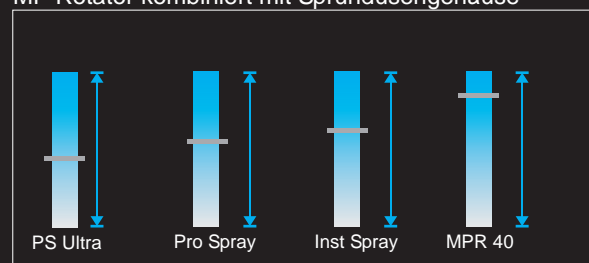 MP Rotator kombiniert mit Sprühdüsengehäuse
PS Ultra
Pro Spray
Inst Spray
MPR 40